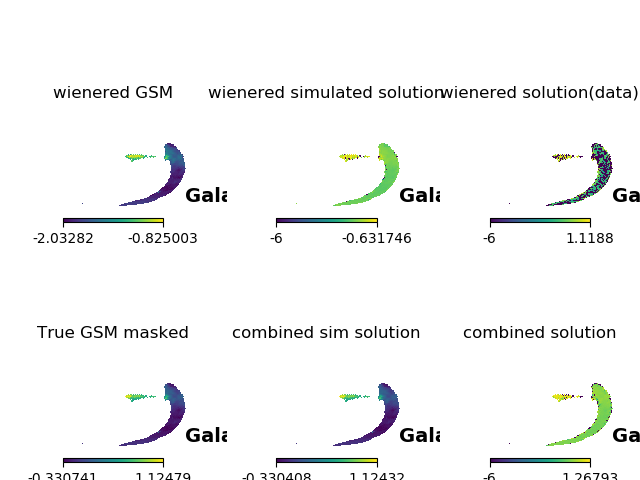 wienered GSM
wienered simulated solution
wienered solution(data)
Gala
Gala
Ga
-2.03282
-0.825003
-6
-0.631746
-6
1.1188
True GSM masked
combined sim solution
combined solution
Gala
Gala
Ga
-0.330741
1.12479
-0.330408
1.12432
-6
1.26793